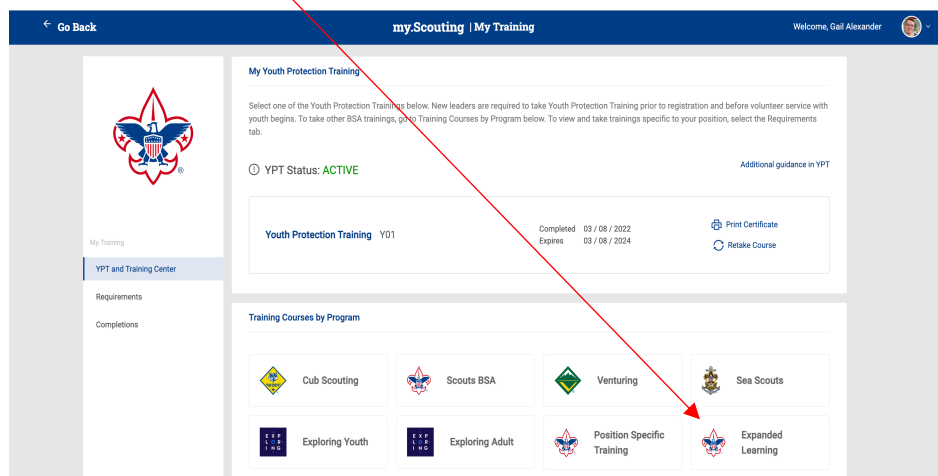 ← Go Back
my.Scouting | My Training
Welcome, Gail Alexander
My Youth Protection Training
Select one of the Youth Protection Trainings below. New leaders are required to take Youth Protection Training prior to registration and before volunteer service with
youth begins. To take other BSA trainings, go to Training Courses by Program below. To view and take trainings specific to your position, select the Requirements
tab.
YPT Status: ACTIVE
Additional guidance in YPT
Youth Protection Training Y01
Completed 03 / 08 / 2022
Expires 03 / 08 / 2024
Print Certificate
Retake Course
My Training
YPT and Training Center
Requirements
Completions
Training Courses by Program
Cub Scouting
Scouts BSA
Venturing
Sea Scouts
EXP
LOR
ING
Exploring Youth
EXP
LOR
ING
Exploring Adult
Position Specific
Training
Expanded
Learning